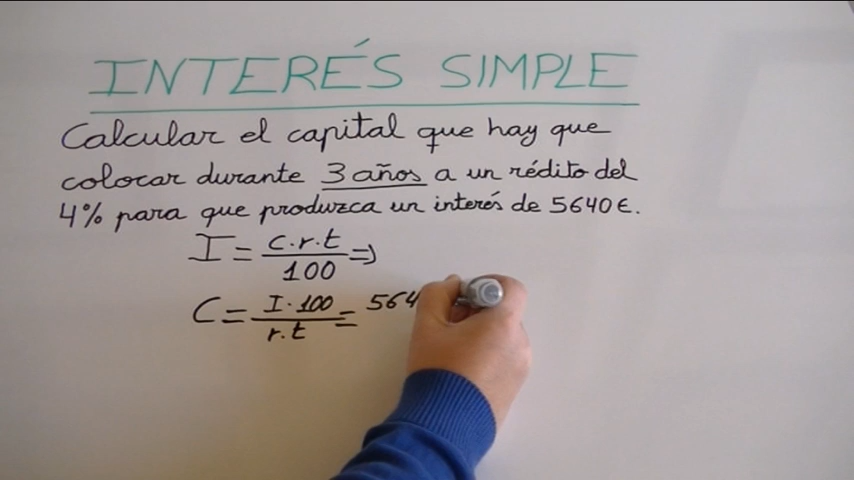 INTERÉS SIMPLE
Calcular el capital que hay que
colocar durante 3 años a un rédito del
4% para que produzca un interés de 5640 €.
I = c.r.t / 100 =>
C = I · 100 / r.t = 564